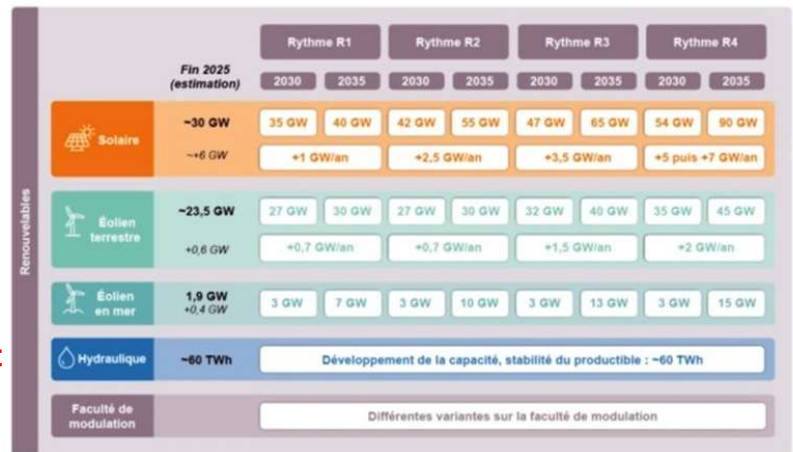 Rythme R1 Rythme R2 Rythme R3 Rythme R4
Fin 2025
(estimation)
2030 2035 2030 2035 2030 2035 2030 2035
Renouvelables
Solaire
~30 GW 35 GW 40 GW 42 GW 55 GW 47 GW 65 GW 54 GW 90 GW
~+6 GW +1 GW/an +2,5 GW/an +3,5 GW/an +5 puis +7 GW/an
Éolien
terrestre
~23,5 GW 27 GW 30 GW 27 GW 30 GW 32 GW 40 GW 35 GW 45 GW
+0,6 GW +0,7 GW/an +0,7 GW/an +1,5 GW/an +2 GW/an
Éolien
en mer
1,9 GW 3 GW 7 GW 3 GW 10 GW 3 GW 13 GW 3 GW 15 GW
+0,4 GW
Hydraulique ~60 TWh Développement de la capacité, stabilité du productible : ~60 TWh
Faculté de
modulation
Différentes variantes sur la faculté de modulation